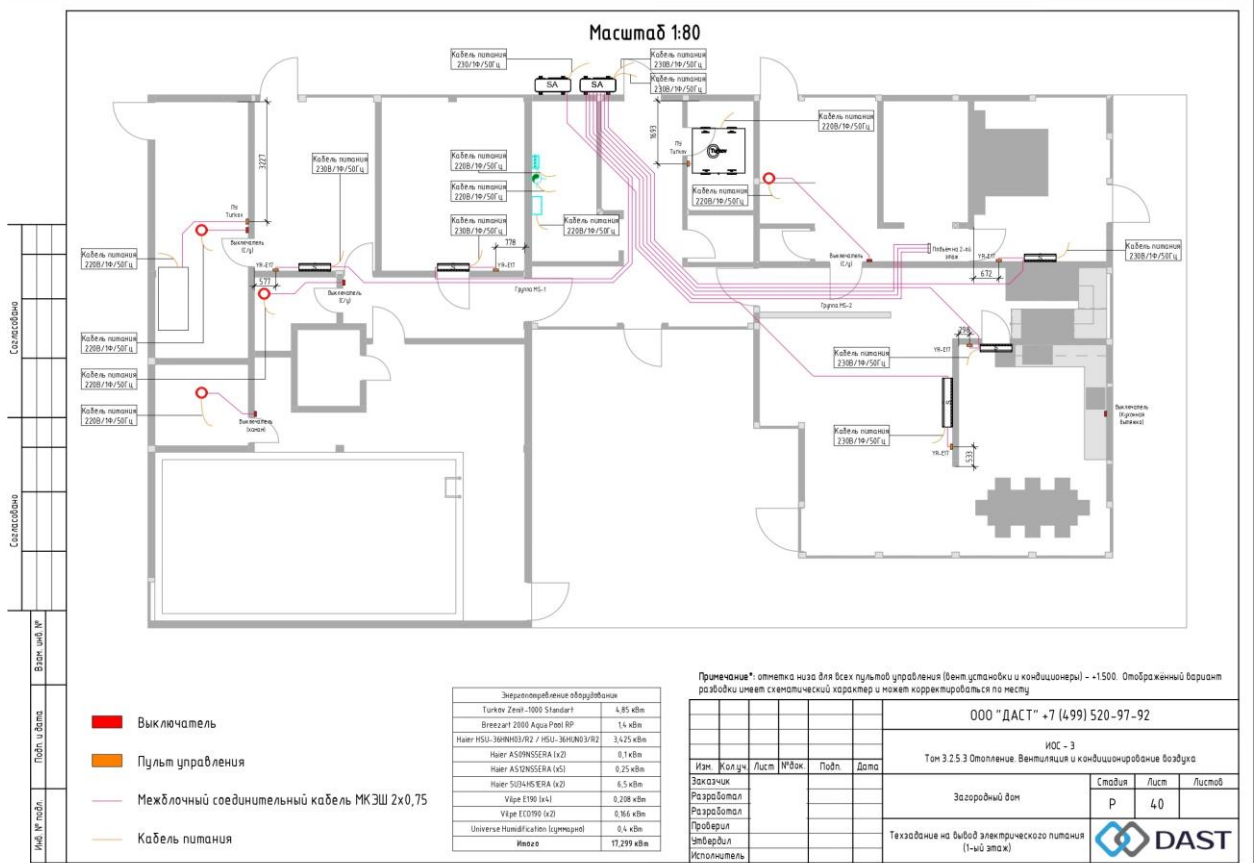 Масштаб 1:80
Кабель питания
230/1Ф/50Гц
Кабель питания
230В/1Ф/50Гц
Кабель питания
230В/1Ф/50Гц
SA
SA
3227
1693
ПУ
Turkov
Turkov
Кабель питания
220В/1Ф/50Гц
Кабель питания
230В/1Ф/50Гц
Кабель питания
220В/1Ф/50Гц
Кабель питания
220В/1Ф/50Гц
Кабель питания
220В/1Ф/50Гц
ПУ
Turkov
Выключатель
(С/у)
Кабель питания
230В/1Ф/50Гц
778
Кабель питания
220В/1Ф/50Гц
Кабель питания
220В/1Ф/50Гц
YR-E17
577
YR-E17
Выключатель
(С/у)
Подъем на 2-ой
этаж
YR-E17
672
Кабель питания
230В/1Ф/50Гц
Выключатель
(С/у)
Группа MS-1
Группа MS-2
Кабель питания
220В/1Ф/50Гц
298
YR-E17
Кабель питания
230В/1Ф/50Гц
Кабель питания
220В/1Ф/50Гц
Кабель питания
220В/1Ф/50Гц
Выключатель
(хамам)
Кабель питания
230В/1Ф/50Гц
YR-E17
533
Выключатель
(Кухонная
вытяжка)
Согласовано
Согласовано
Взам. инв. №
Подп. и дата
Инв. № подл.
Выключатель
Пульт управления
Межблочный соединительный кабель МКЭШ 2х0,75
Кабель питания
Энергопотребление оборудования
Turkov Zenit-1000 Standart 4,85 кВт
Breezart 2000 Aqua Pool RP 1,4 кВт
Haier HSU-36HNH03/R2 / HSU-36HUN03/R2 3,425 кВт
Haier AS09NS5ERA (x2) 0,1 кВт
Haier AS12NS5ERA (x5) 0,25 кВт
Haier 5U34HS1ERA (x2) 6,5 кВт
Vilpe E190 (x4) 0,208 кВт
Vilpe ECO190 (x2) 0,166 кВт
Universe Humidification (суммарно) 0,4 кВт
Итого 17,299 кВт
Примечание*: отметка низа для всех пультов управления (вент.установки и кондиционеры) - +1.500. Отображённый вариант
разводки имеет схематический характер и может корректироваться по месту
ООО "ДАСТ" +7 (499) 520-97-92
ИОС - 3
Том 3.2.5.3 Отопление. Вентиляция и кондиционирование воздуха
Изм. Кол.уч. Лист №док. Подп. Дата
Заказчик
Разработал
Разработал
Проверил
Утвердил
Исполнитель
Загородный дом
Стадия Лист Листов
Р 40
Техзадание на вывод электрического питания
(1-ый этаж)
DAST